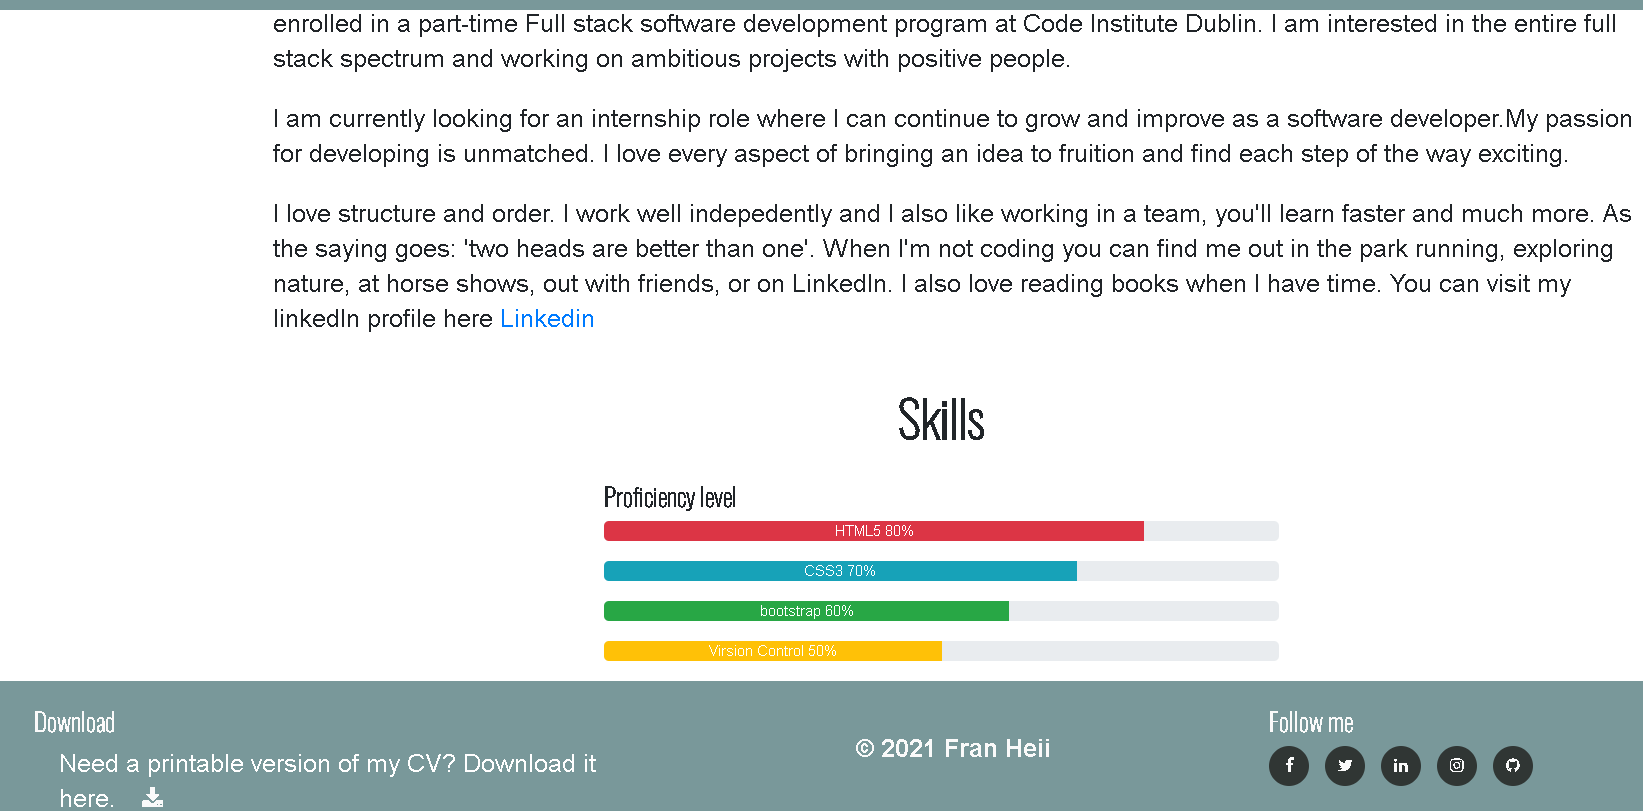 enrolled in a part-time Full stack software development program at Code Institute Dublin. I am interested in the entire full
stack spectrum and working on ambitious projects with positive people.
I am currently looking for an internship role where I can continue to grow and improve as a software developer.My passion
for developing is unmatched. I love every aspect of bringing an idea to fruition and find each step of the way exciting.
I love structure and order. I work well indepedently and I also like working in a team, you'll learn faster and much more. As
the saying goes: 'two heads are better than one'. When I'm not coding you can find me out in the park running, exploring
nature, at horse shows, out with friends, or on LinkedIn. I also love reading books when I have time. You can visit my
linkedIn profile here Linkedin
Skills
Proficiency level
HTML5 80%
CSS3 70%
bootstrap 60%
Virsion Control 50%
Download
Need a printable version of my CV? Download it
here.
© 2021 Fran Heii
Follow me